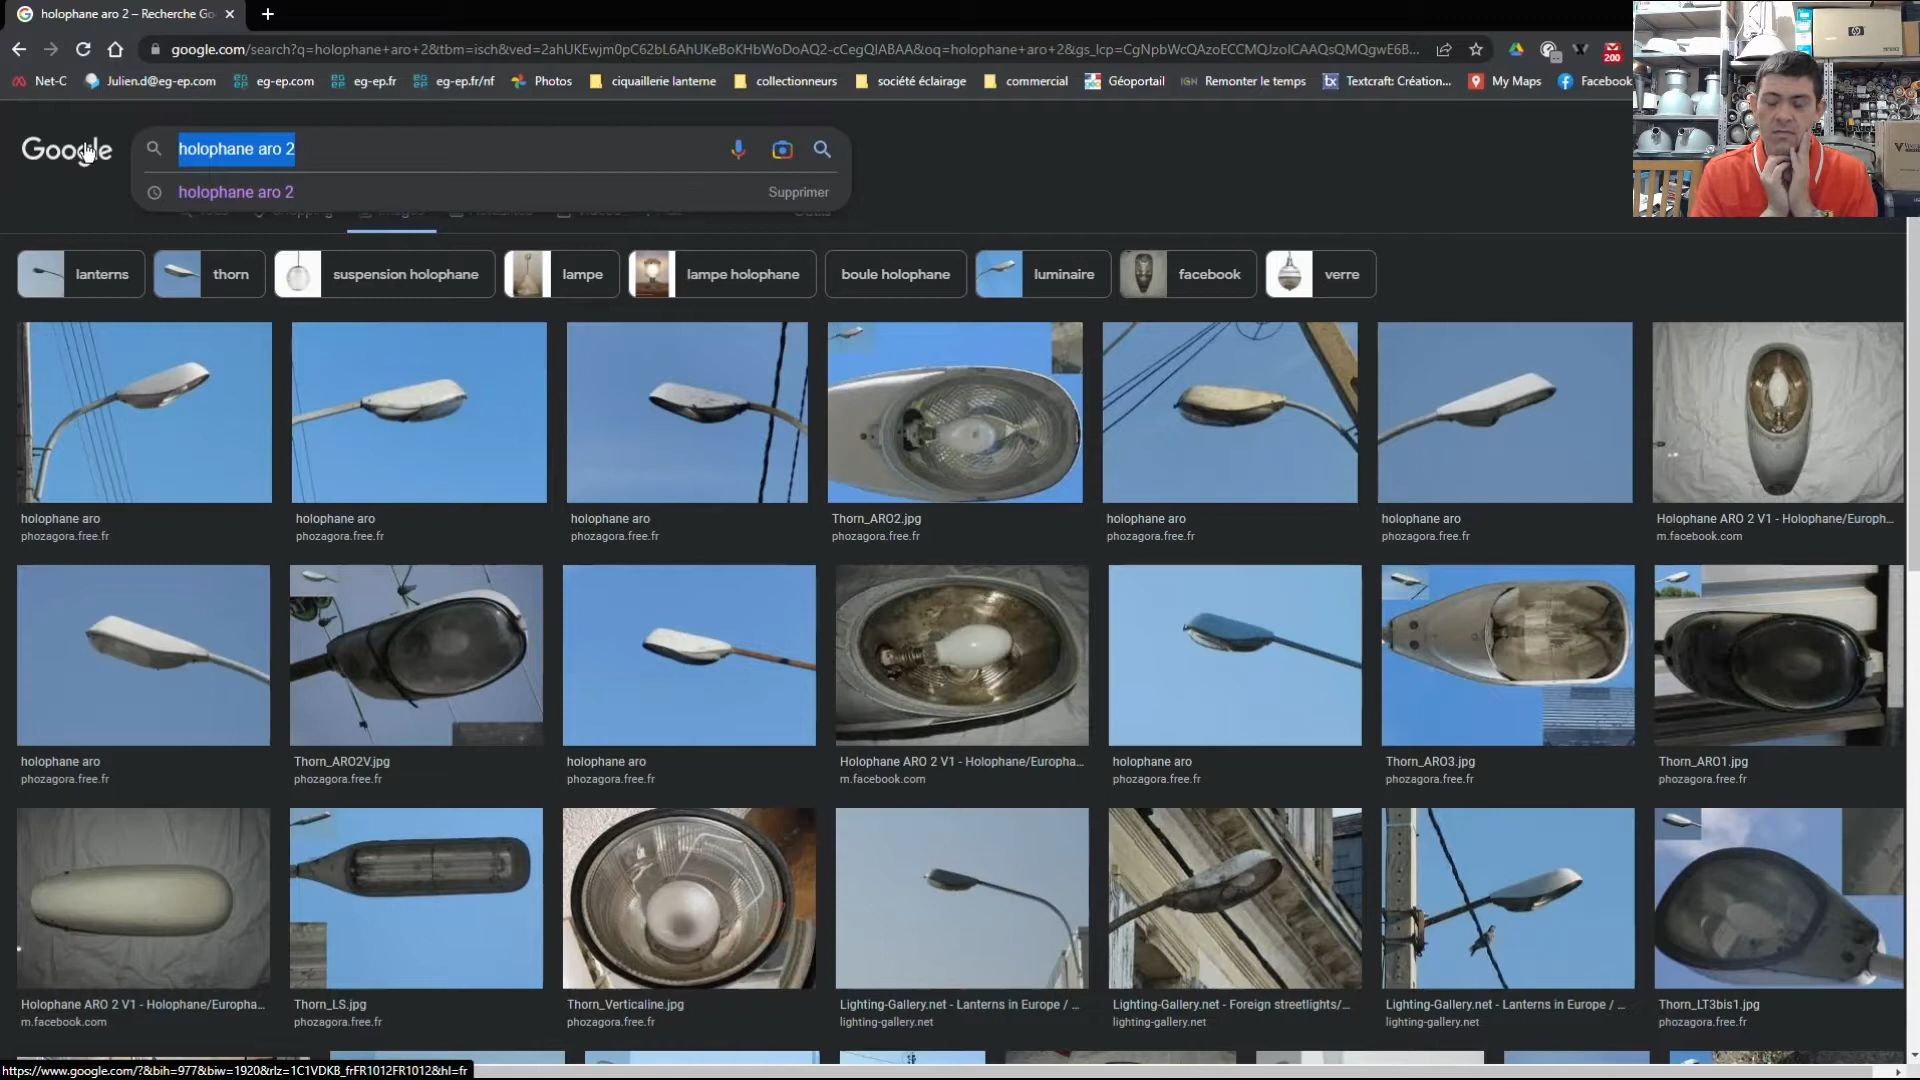 holophane aro 2 – Recherche Go
google.com/search?q=holophane+aro+2&tbm=isch&ved=2ahUKEwjm0pC62bL6AhUKeBoKHbWoDoAQ2-cCegQIABAA&oq=holophane+aro+2&gs_lcp=CgNpbWcQAzoECCMQJzoICAAQsQMQgwE6B...
200
Net-C
Julien.d@eg-ep.com
eg-ep.com
eg-ep.fr
eg-ep.fr/nf
Photos
ciquaillerie lanterne
collectionneurs
société éclairage
commercial
Géoportail
IGH Remonter le temps
tx Textcraft: Création...
My Maps
Facebook
Google
holophane aro 2
holophane aro 2
Supprimer
lanterns
thorn
suspension holophane
lampe
lampe holophane
boule holophane
luminaire
facebook
verre
holophane aro
phozagora.free.fr
holophane aro
phozagora.free.fr
holophane aro
phozagora.free.fr
Thorn_ARO2.jpg
phozagora.free.fr
holophane aro
phozagora.free.fr
holophane aro
phozagora.free.fr
Holophane ARO 2 V1 - Holophane/Europh...
m.facebook.com
holophane aro
phozagora.free.fr
Thorn_ARO2V.jpg
phozagora.free.fr
holophane aro
phozagora.free.fr
Holophane ARO 2 V1 - Holophane/Europha...
m.facebook.com
holophane aro
phozagora.free.fr
Thorn_ARO3.jpg
phozagora.free.fr
Thorn_ARO1.jpg
phozagora.free.fr
Holophane ARO 2 V1 - Holophane/Europha...
m.facebook.com
Thorn_LS.jpg
phozagora.free.fr
Thorn_Verticaline.jpg
phozagora.free.fr
Lighting-Gallery.net - Lanterns in Europe / ...
lighting-gallery.net
Lighting-Gallery.net - Foreign streetlights/...
lighting-gallery.net
Lighting-Gallery.net - Lanterns in Europe / ...
lighting-gallery.net
Thorn_LT3bis1.jpg
phozagora.free.fr
https://www.google.com/?&bih=977&biw=1920&rlz=1C1VDKB_frFR1012FR1012&hl=fr